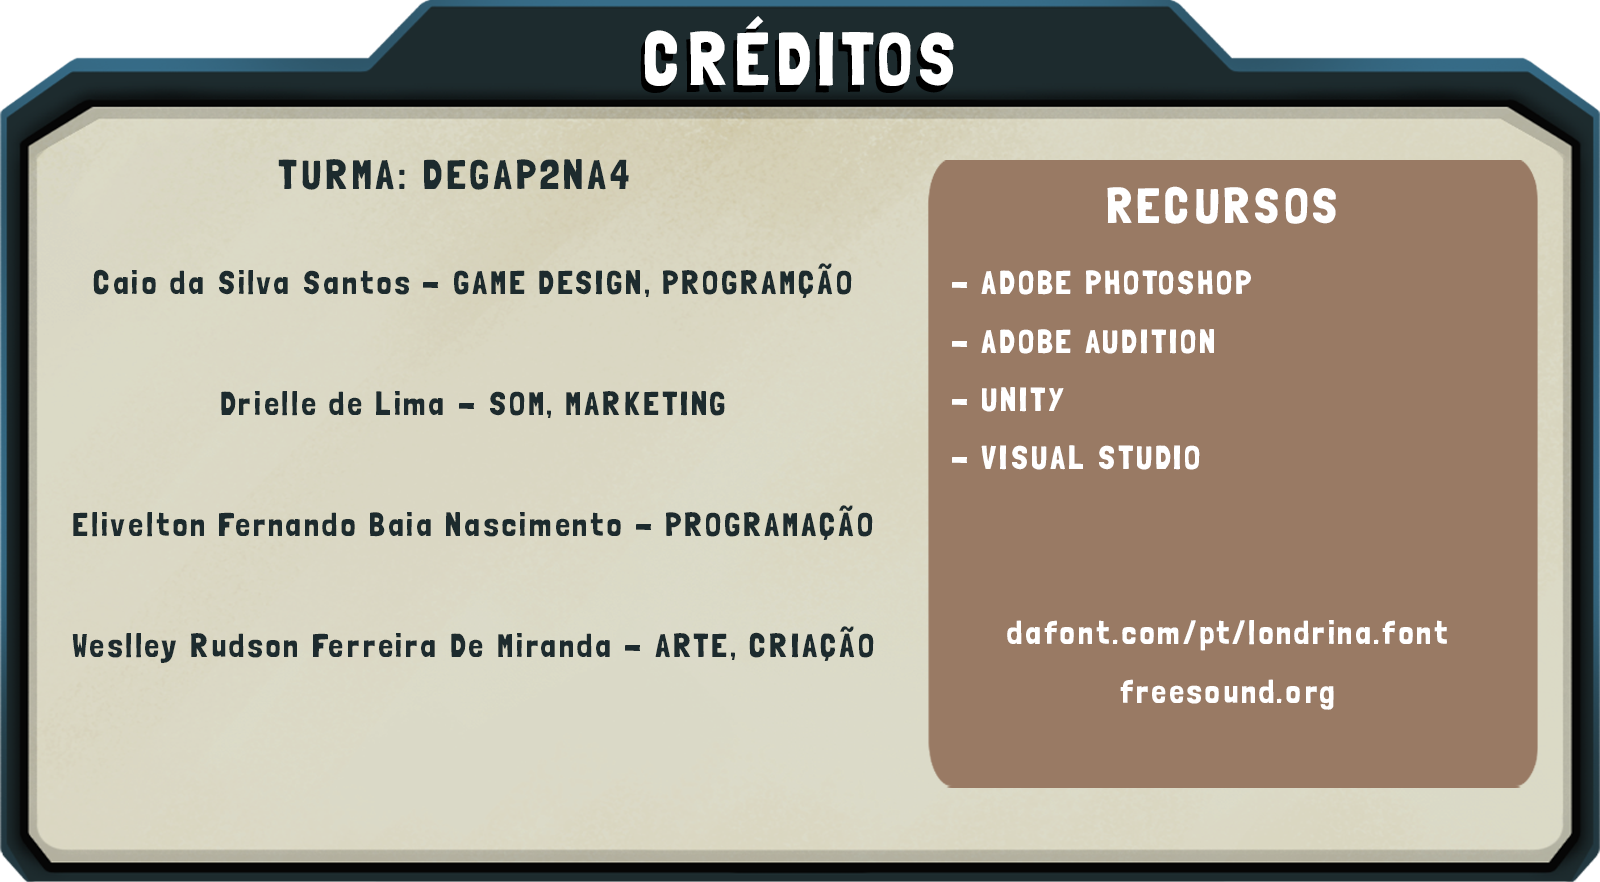 CRÉDITOS
TURMA: DEGAP2NA4
Caio da Silva Santos – GAME DESIGN, PROGRAMÇÃO
Drielle de Lima – SOM, MARKETING
Elivelton Fernando Baia Nascimento – PROGRAMAÇÃO
Weslley Rudson Ferreira De Miranda – ARTE, CRIAÇÃO
RECURSOS
– ADOBE PHOTOSHOP
– ADOBE AUDITION
– UNITY
– VISUAL STUDIO
dafont.com/pt/londrina.font
freesound.org